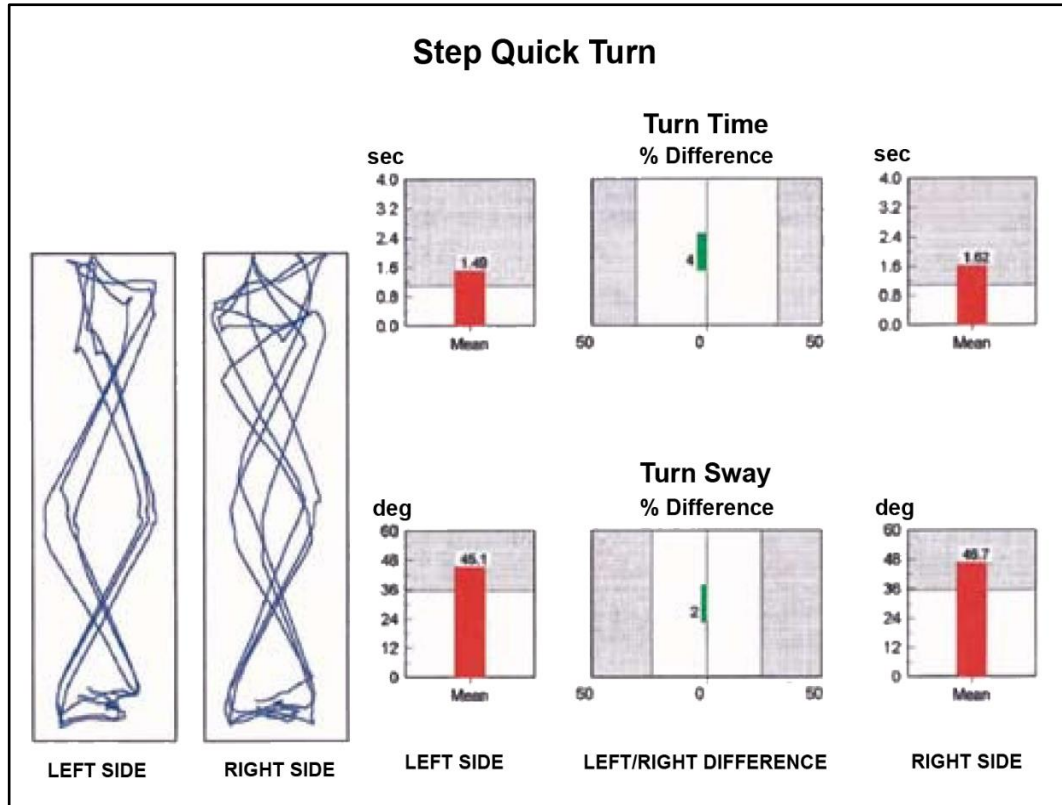 Step Quick Turn
Turn Time
sec
% Difference
sec
4.0
3.2
2.4
1.6
0.8
0.0
1.49
Mean
4
50
0
50
4.0
3.2
2.4
1.6
0.8
0.0
1.62
Mean
Turn Sway
deg
% Difference
deg
60
48
36
24
12
0
45.1
Mean
2
50
0
50
60
48
36
24
12
0
46.7
Mean
LEFT SIDE
RIGHT SIDE
LEFT SIDE
LEFT/RIGHT DIFFERENCE
RIGHT SIDE